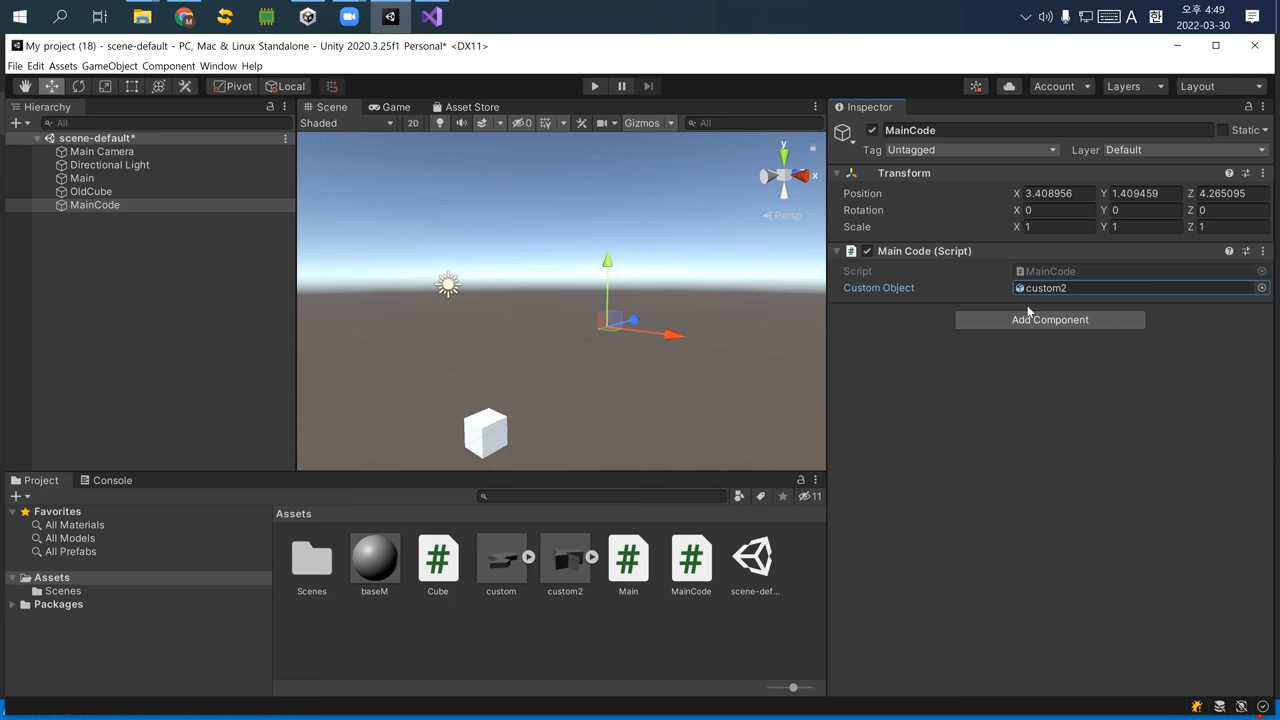 오후 4:49
A 한
2022-03-30
My project (18) - scene-default - PC, Mac & Linux Standalone - Unity 2020.3.25f1 Personal* <DX11>
File Edit Assets GameObject Component Window Help
Pivot Local Account Layers Layout
Hierarchy
All
scene-default*
Main Camera
Directional Light
Main
OldCube
MainCode
Scene Game Asset Store
Shaded 2D 0 Gizmos All
y
x
Persp
Inspector
MainCode Static
Tag Untagged Layer Default
Transform
Position X 3.408956 Y 1.409459 Z 4.265095
Rotation X 0 Y 0 Z 0
Scale X 1 Y 1 Z 1
# Main Code (Script)
Script MainCode
Custom Object custom2
Add Component
Project Console
11
Favorites
All Materials
All Models
All Prefabs
Assets
Scenes
Packages
Assets
# # #
Scenes baseM Cube custom custom2 Main MainCode scene-def...